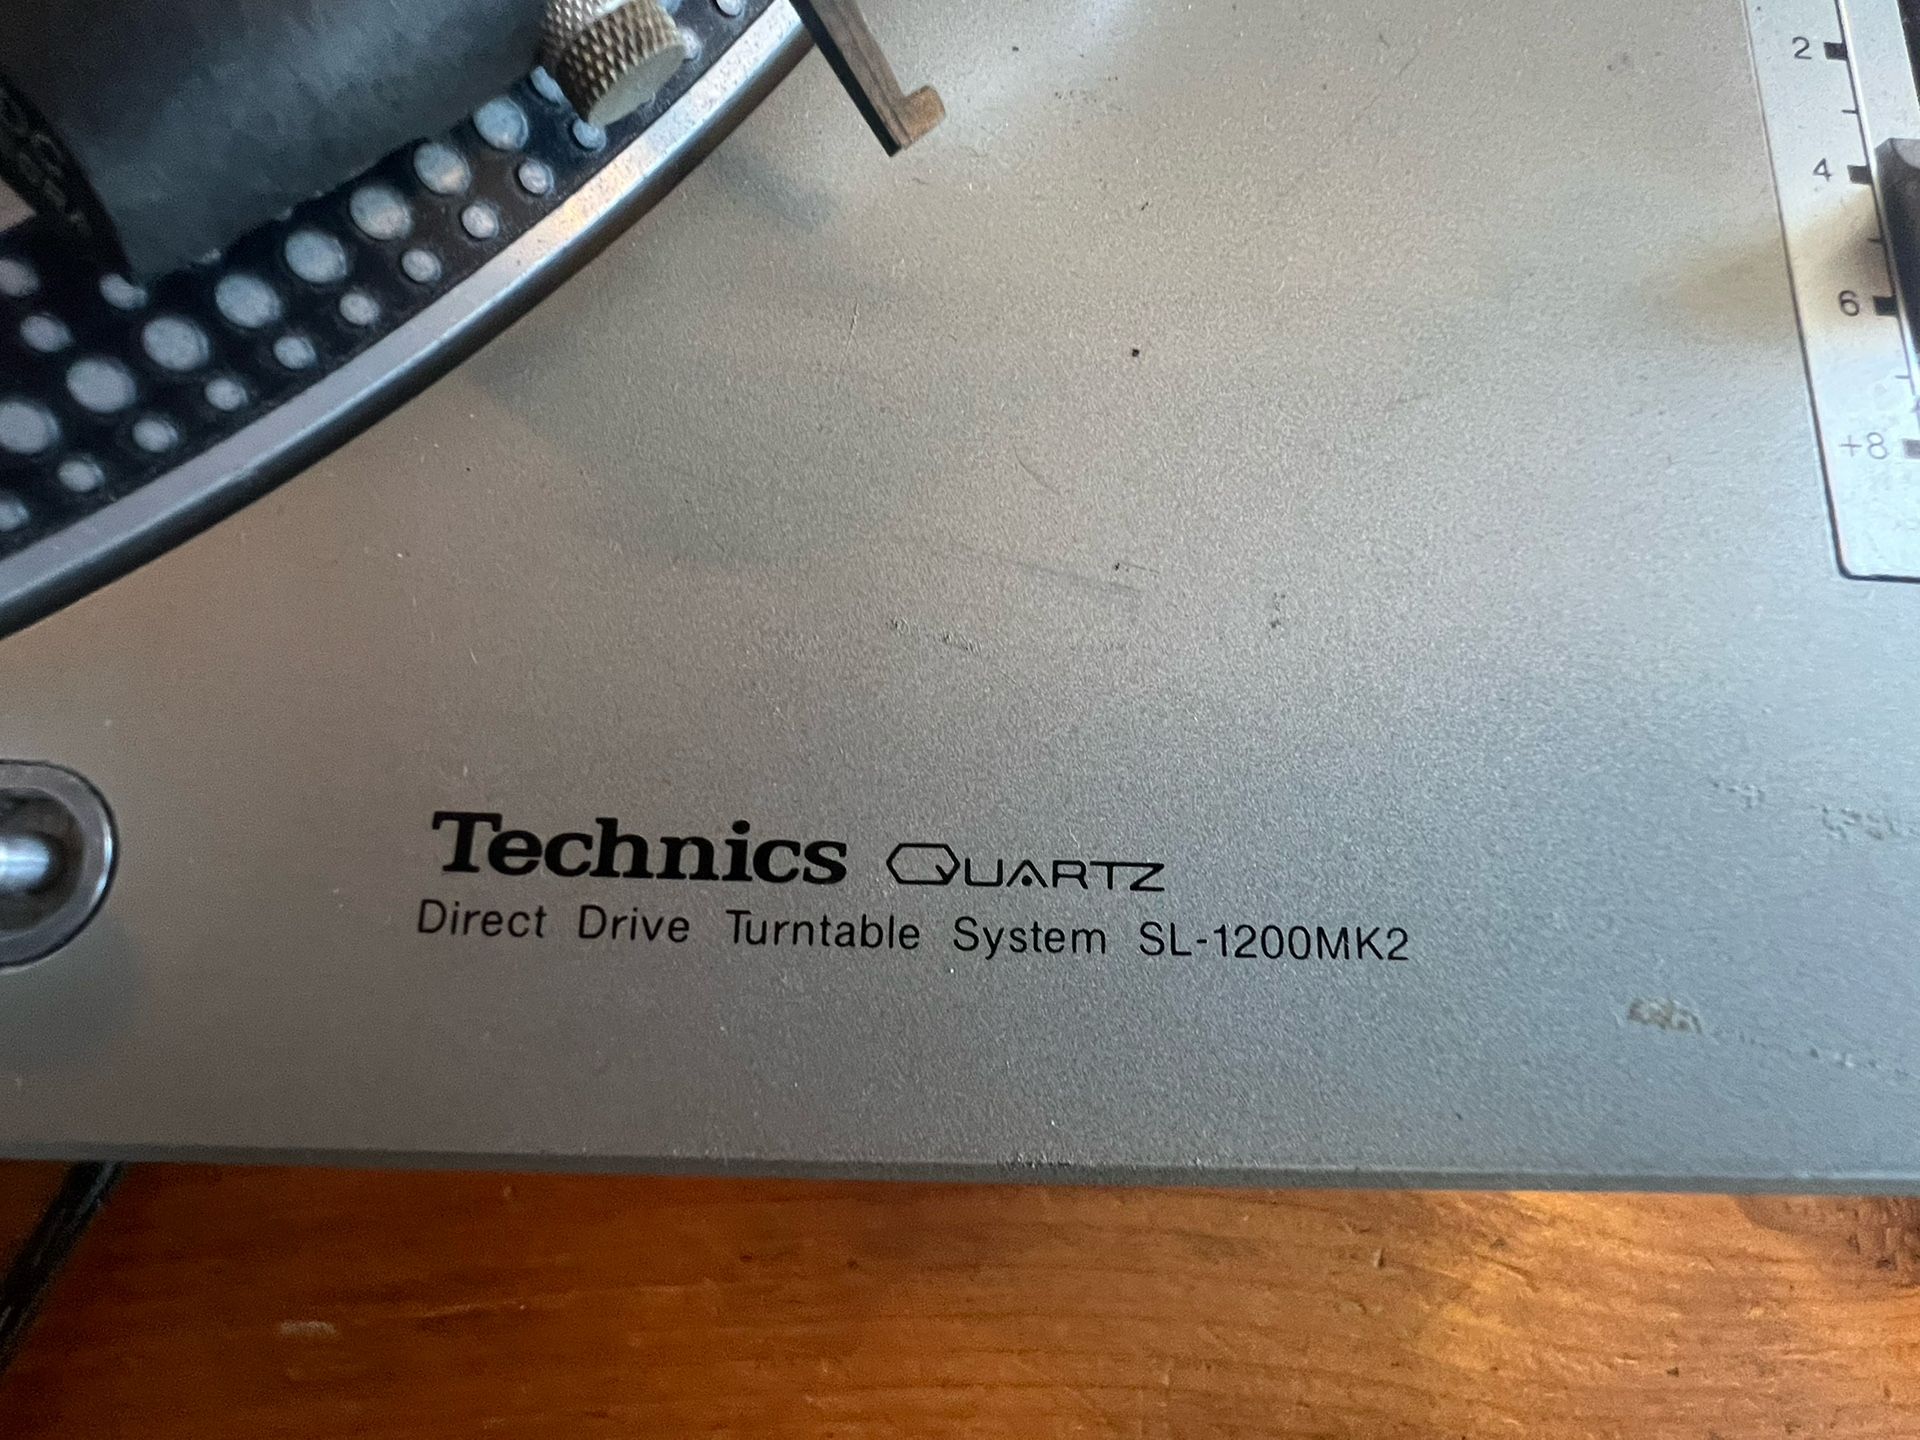 2
4
6
+8
Technics QUARTZ
Direct Drive Turntable System SL-1200MK2